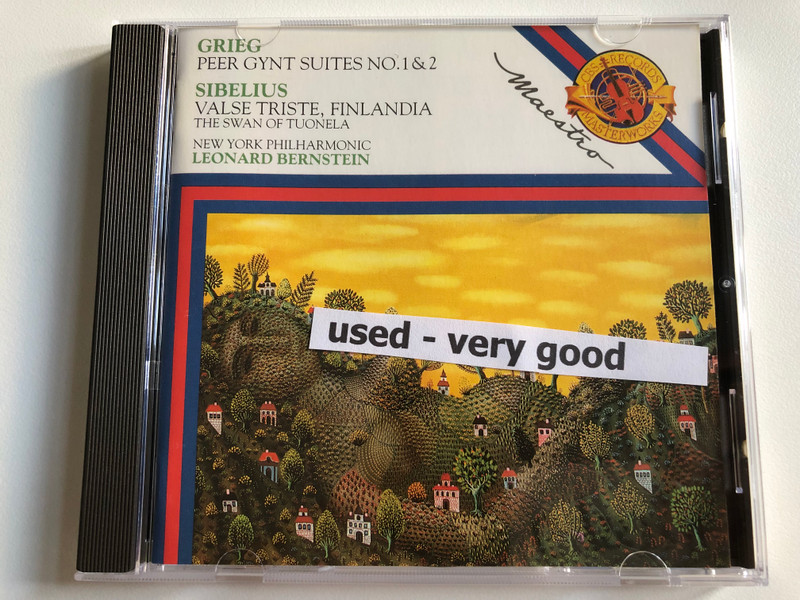 GRIEG
PEER GYNT SUITES NO.1 & 2
SIBELIUS
VALSE TRISTE, FINLANDIA
THE SWAN OF TUONELA
NEW YORK PHILHARMONIC
LEONARD BERNSTEIN
Maestro
CBS RECORDS
MASTERWORKS
used - very good